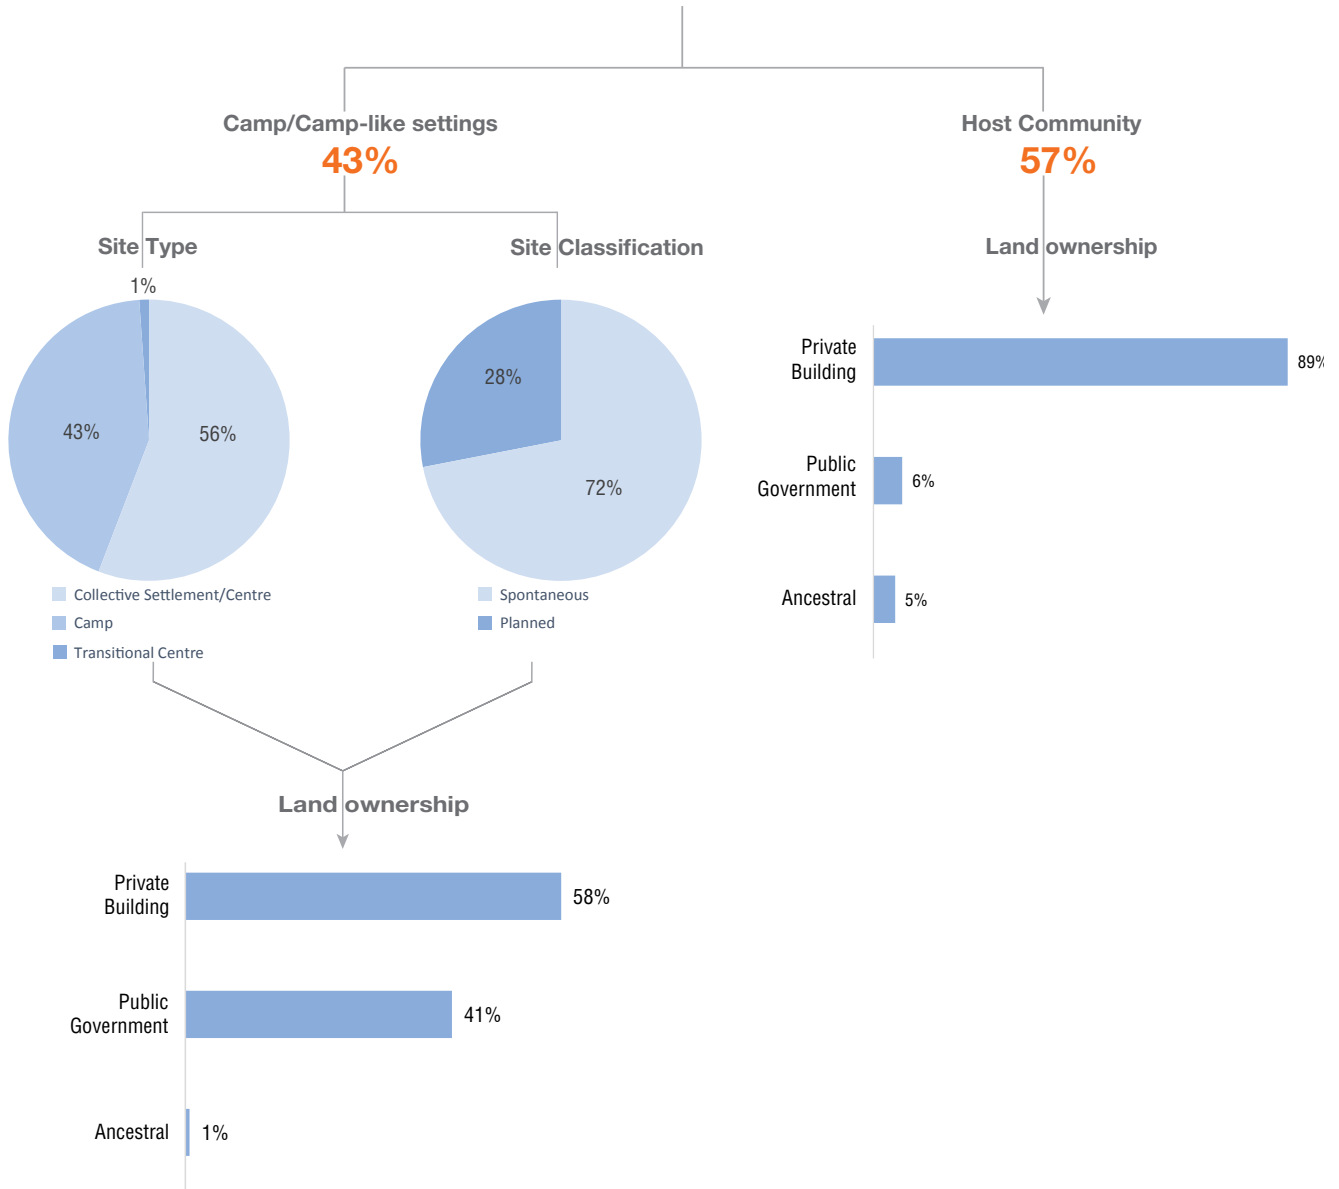 Camp/Camp-like settings
43%
Host Community
57%
Site Type
Site Classification
Land ownership
1%
43%
56%
28%
72%
Collective Settlement/Centre
Camp
Transitional Centre
Spontaneous
Planned
Private
Building
89%
Public
Government
6%
Ancestral
5%
Land ownership
Private
Building
58%
Public
Government
41%
Ancestral
1%